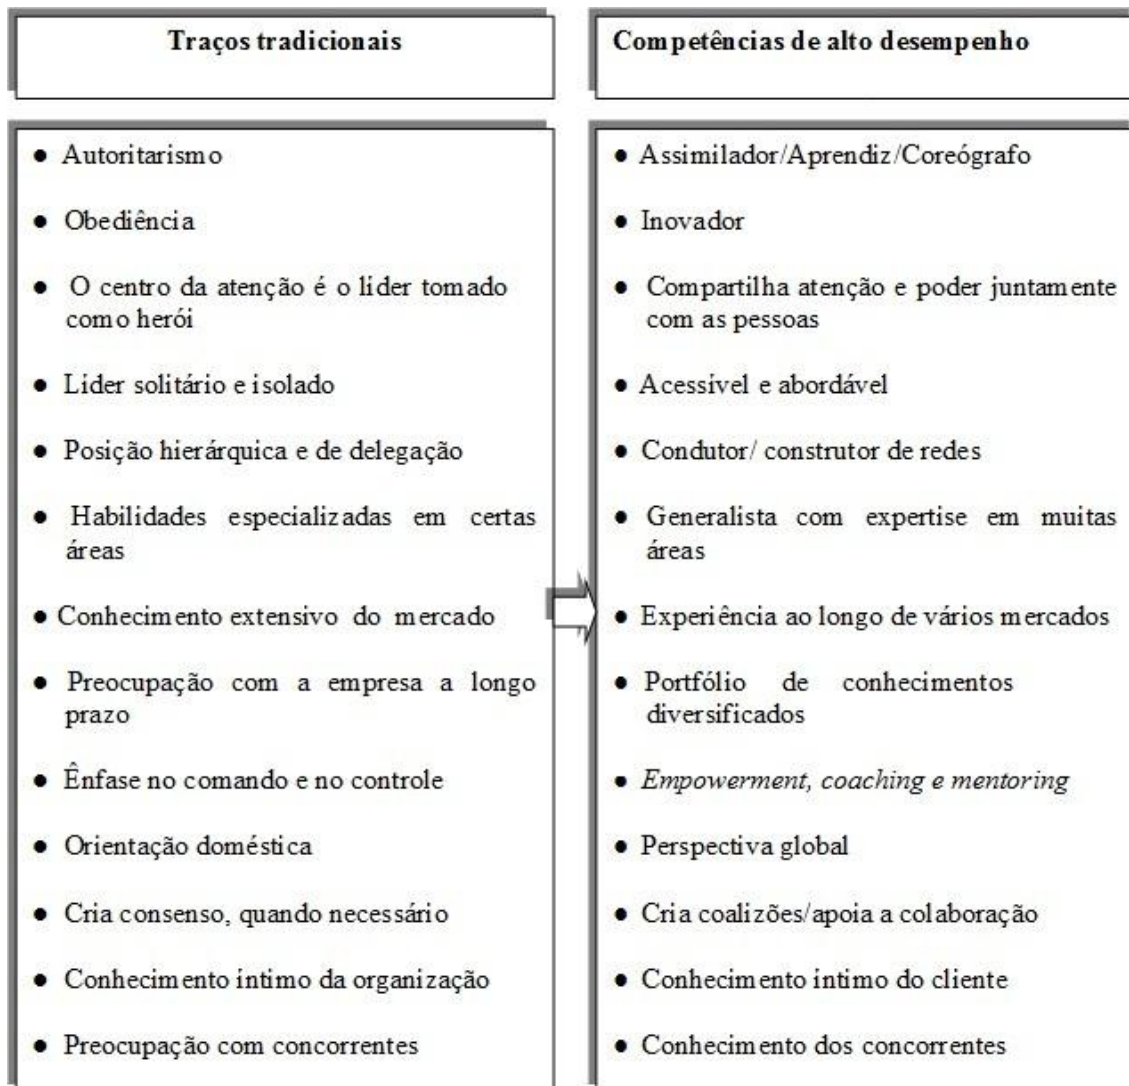 Traços tradicionais
Competências de alto desempenho
● Autoritarismo
● Obediência
● O centro da atenção é o líder tomado
como herói
● Líder solitário e isolado
● Posição hierárquica e de delegação
● Habilidades especializadas em certas
áreas
● Conhecimento extensivo do mercado
● Preocupação com a empresa a longo
prazo
● Ênfase no comando e no controle
● Orientação doméstica
● Cria consenso, quando necessário
● Conhecimento íntimo da organização
● Preocupação com concorrentes
● Assimilador/Aprendiz/Coreógrafo
● Inovador
● Compartilha atenção e poder juntamente
com as pessoas
● Acessível e abordável
● Condutor/ construtor de redes
● Generalista com expertise em muitas
áreas
● Experiência ao longo de vários mercados
● Portfólio de conhecimentos
diversificados
● Empowerment, coaching e mentoring
● Perspectiva global
● Cria coalizões/apoia a colaboração
● Conhecimento íntimo do cliente
● Conhecimento dos concorrentes